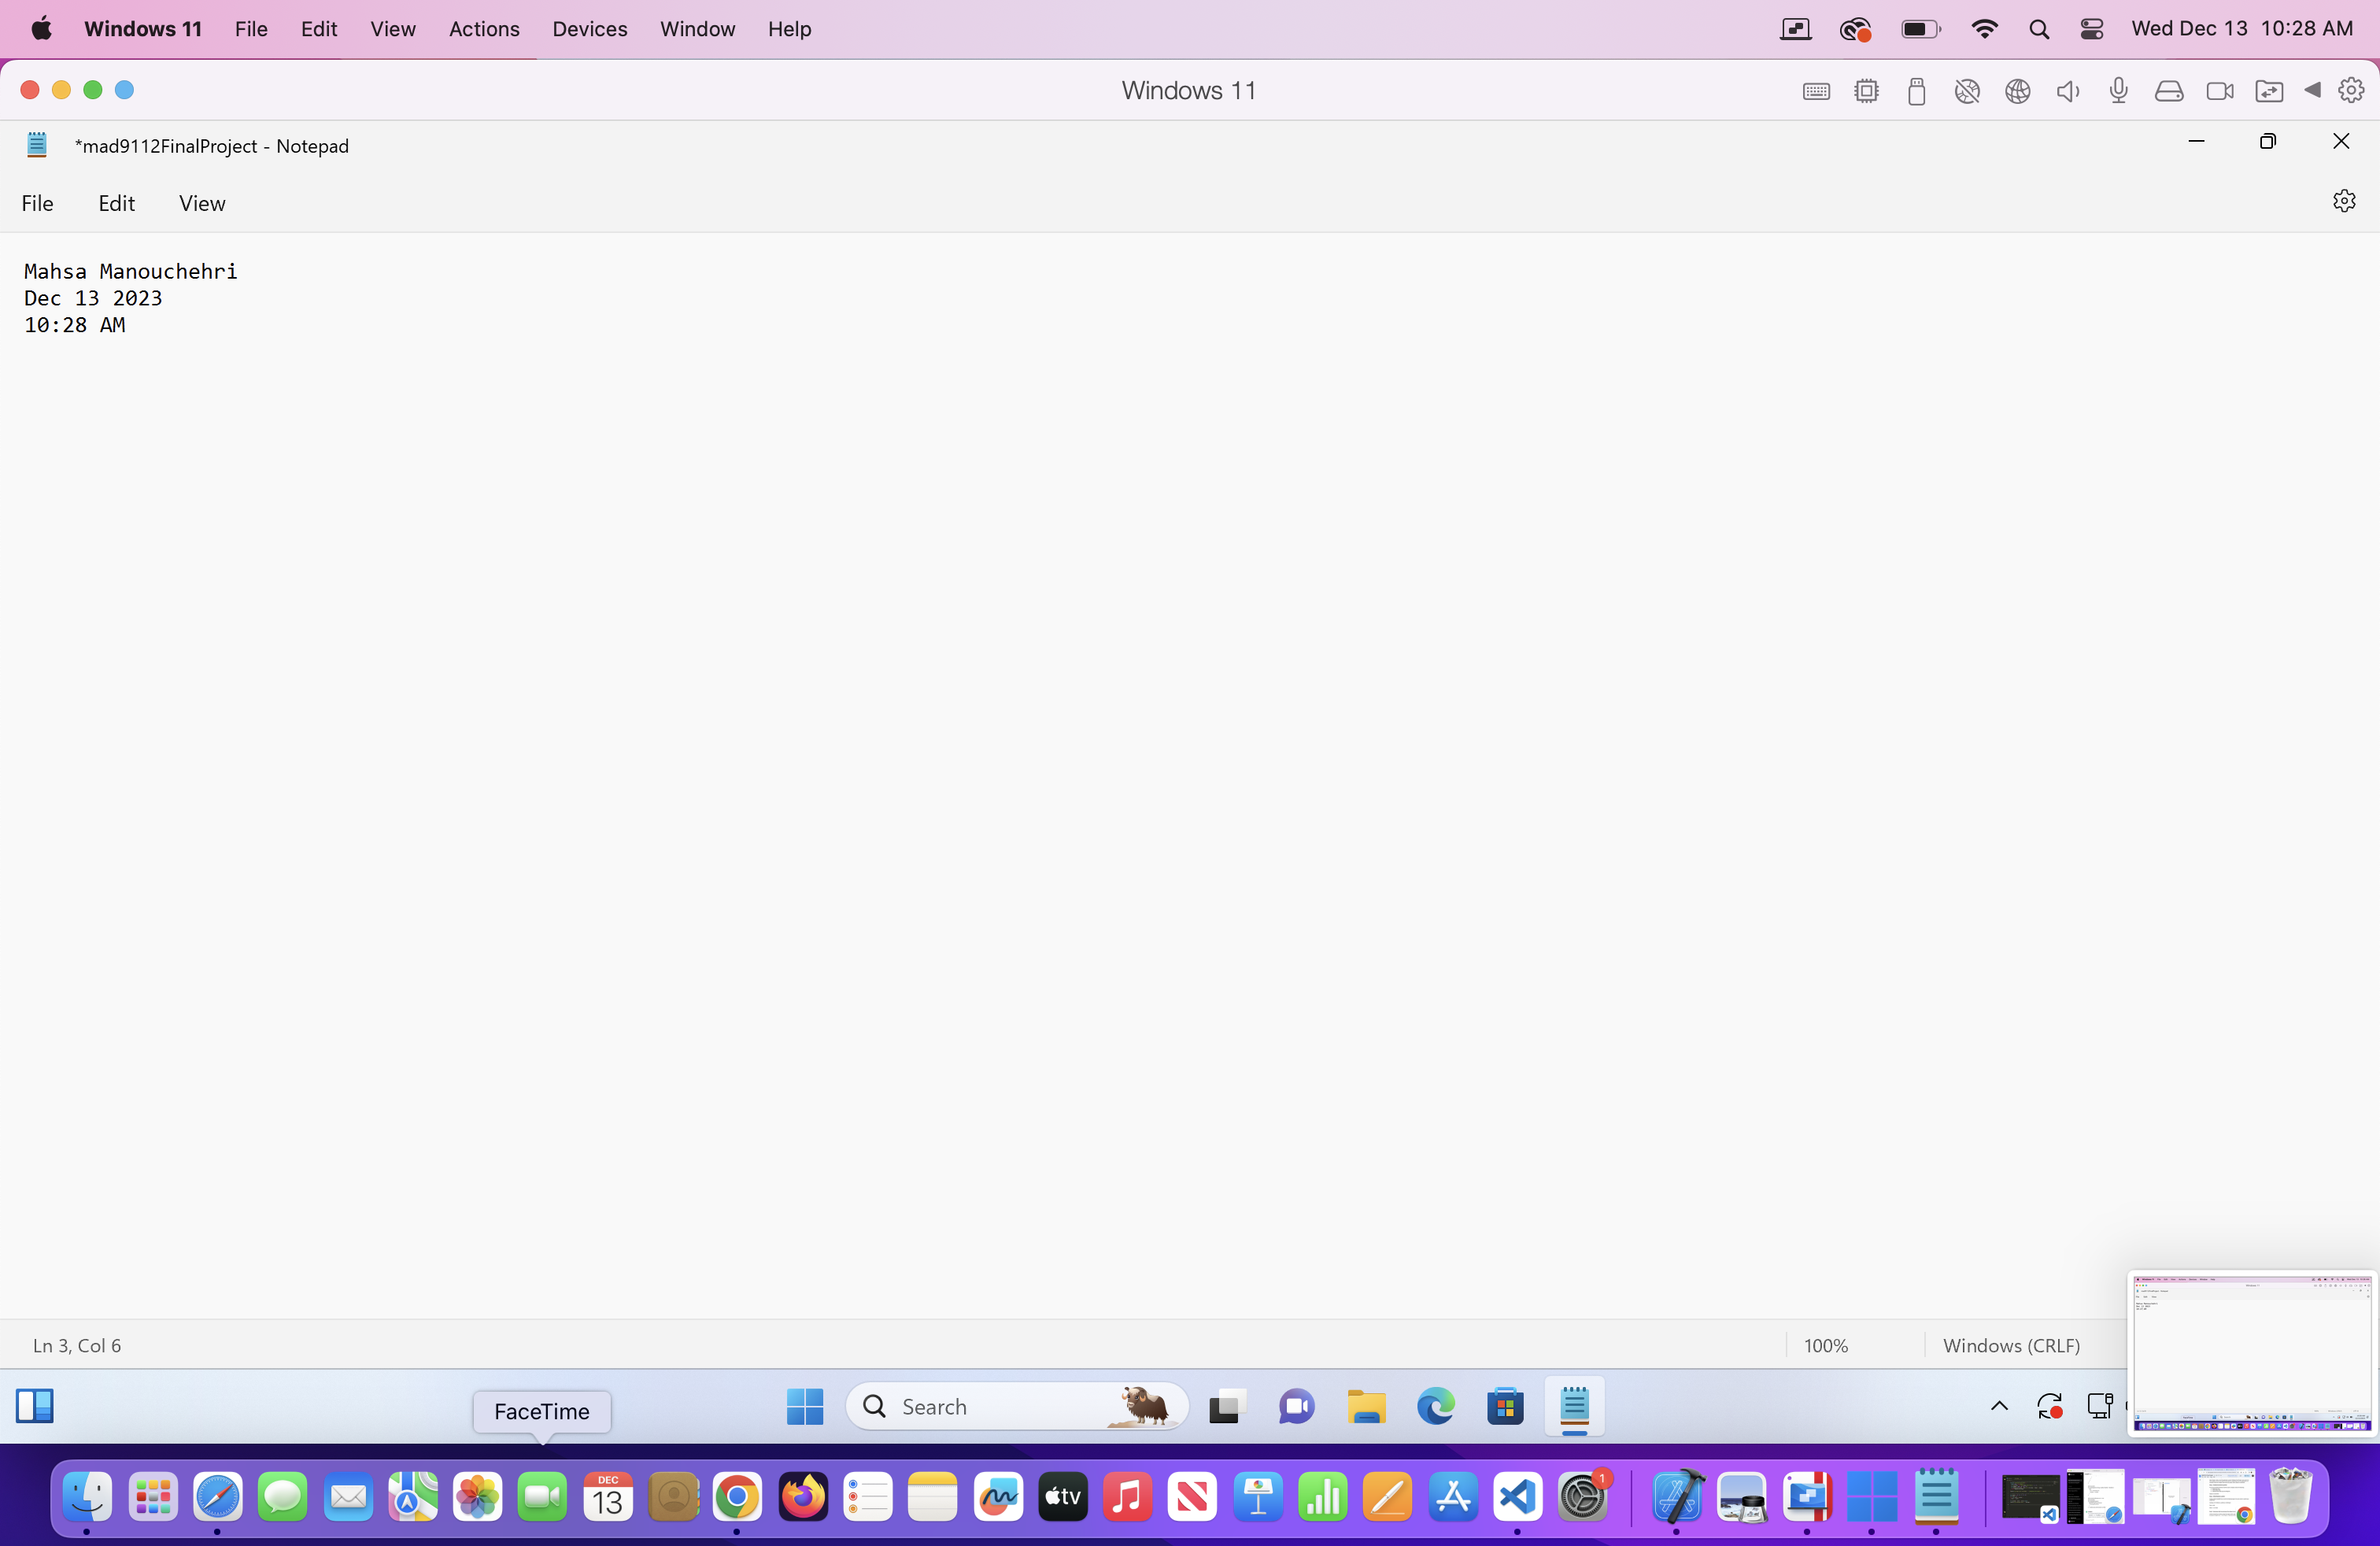 Windows 11 File Edit View Actions Devices Window Help Wed Dec 13 10:28 AM
Windows 11
*mad9112FinalProject - Notepad
File Edit View
Mahsa Manouchehri
Dec 13 2023
10:28 AM
Ln 3, Col 6 100% Windows (CRLF)
FaceTime Search
DEC
13
tv
1